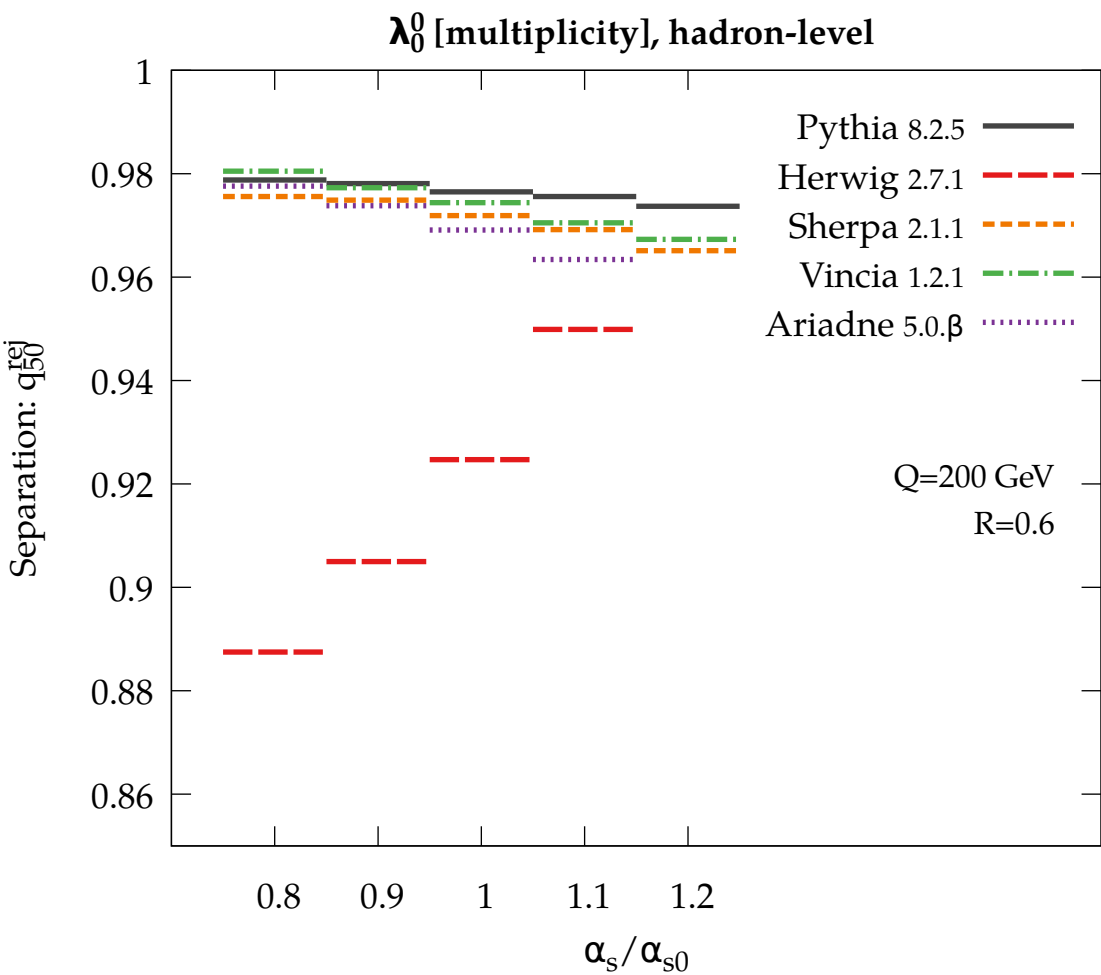 λ₀⁰ [multiplicity], hadron-level
1
0.98
0.96
0.94
0.92
0.9
0.88
0.86
Separation: q₅₀ʳᵉʲ
Pythia 8.2.5
Herwig 2.7.1
Sherpa 2.1.1
Vincia 1.2.1
Ariadne 5.0.β
Q=200 GeV
R=0.6
0.8 0.9 1 1.1 1.2
αₛ/αₛ₀